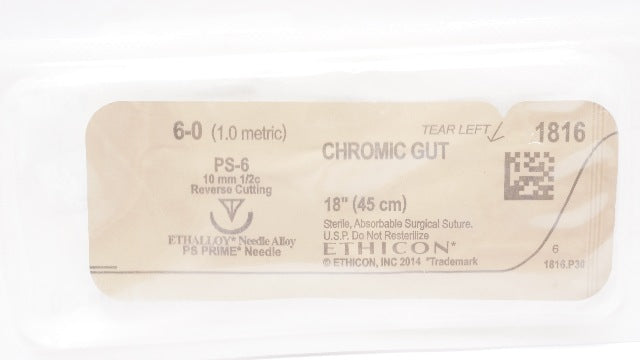 6-0 (1.0 metric)
TEAR LEFT
1816
PS-6
10 mm 1/2c
Reverse Cutting
CHROMIC GUT
18" (45 cm)
Sterile, Absorbable Surgical Suture.
U.S.P. Do Not Resterilize
ETHALLOY* Needle Alloy
PS PRIME* Needle
ETHICON*
© ETHICON, INC 2014 *Trademark
6
1816.P30